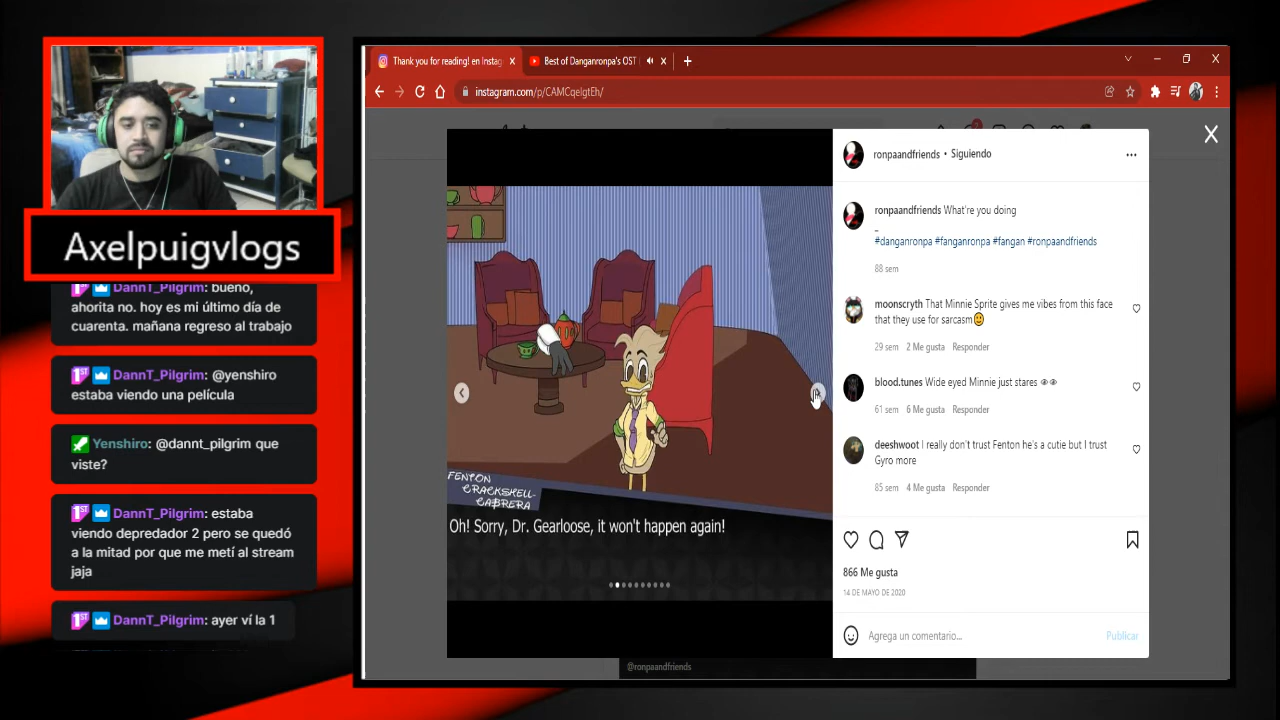 Axelpuigvlogs
DannT_Pilgrim: bueno,
ahorita no. hoy es mi último día de
cuarenta. mañana regreso al trabajo
DannT_Pilgrim: @yenshiro
estaba viendo una película
Yenshiro: @dannt_pilgrim que
viste?
DannT_Pilgrim: estaba
viendo depredador 2 pero se quedó
a la mitad por que me metí al stream
jaja
DannT_Pilgrim: ayer ví la 1
Thank you for reading! en Instag
Best of Danganronpa's OST
instagram.com/p/CAMCqelgtEh/
FENTON
CRACKSHELL-
CABRERA
Oh! Sorry, Dr. Gearloose, it won't happen again!
ronpaandfriends • Siguiendo
ronpaandfriends What're you doing
_
#danganronpa #fanganronpa #fangan #ronpaandfriends
88 sem
moonscryth That Minnie Sprite gives me vibes from this face
that they use for sarcasm
29 sem 2 Me gusta Responder
blood.tunes Wide eyed Minnie just stares
61 sem 6 Me gusta Responder
deeshwoot I really don't trust Fenton he's a cutie but I trust
Gyro more
85 sem 4 Me gusta Responder
866 Me gusta
14 DE MAYO DE 2020
Agrega un comentario...
Publicar
@ronpaandfriends